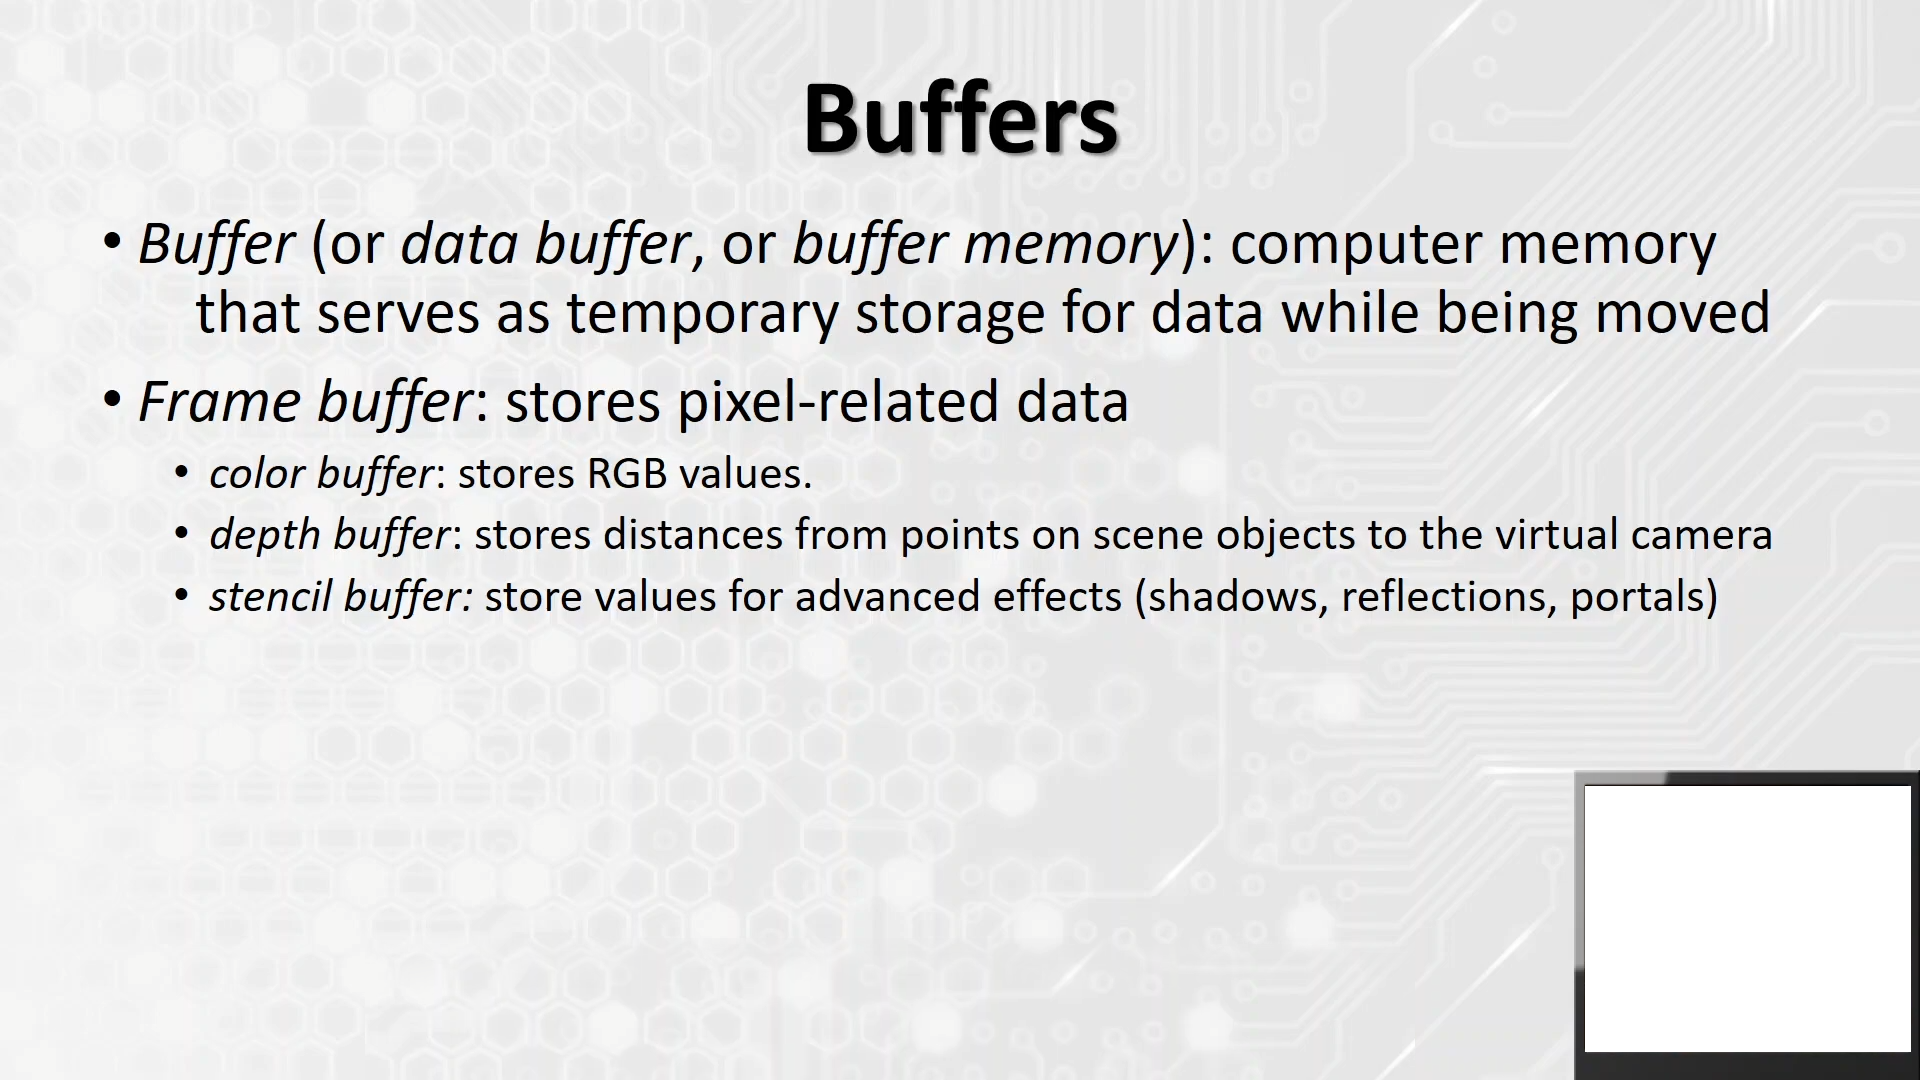 Buffers
• Buffer (or data buffer, or buffer memory): computer memory
that serves as temporary storage for data while being moved
• Frame buffer: stores pixel-related data
• color buffer: stores RGB values.
• depth buffer: stores distances from points on scene objects to the virtual camera
• stencil buffer: store values for advanced effects (shadows, reflections, portals)